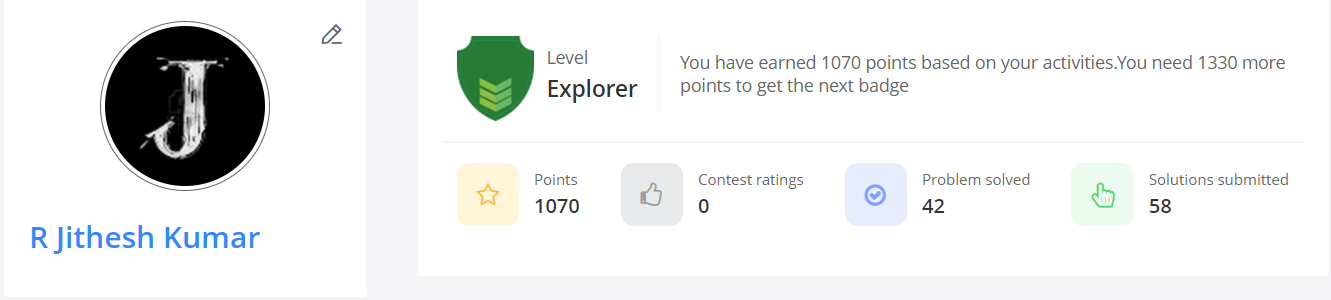 J
R Jithesh Kumar
Level
Explorer
You have earned 1070 points based on your activities.You need 1330 more
points to get the next badge
Points
1070
Contest ratings
0
Problem solved
42
Solutions submitted
58